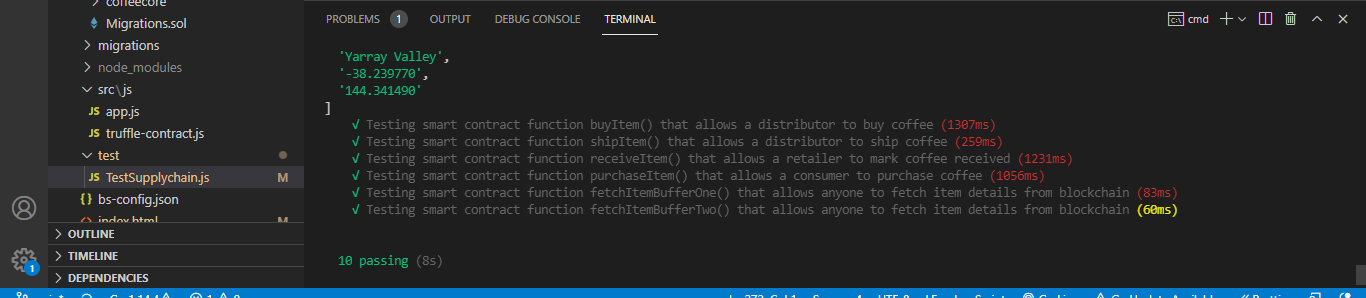 coffeecore
Migrations.sol
migrations
node_modules
src\js
JS app.js
JS truffle-contract.js
test
JS TestSupplychain.js M
{} bs-config.json
<> index.html M
OUTLINE
TIMELINE
DEPENDENCIES
1
PROBLEMS 1 OUTPUT DEBUG CONSOLE TERMINAL
cmd
'Yarray Valley',
'-38.239770',
'144.341490'
]
√ Testing smart contract function buyItem() that allows a distributor to buy coffee (1307ms)
√ Testing smart contract function shipItem() that allows a distributor to ship coffee (259ms)
√ Testing smart contract function receiveItem() that allows a retailer to mark coffee received (1231ms)
√ Testing smart contract function purchaseItem() that allows a consumer to purchase coffee (1056ms)
√ Testing smart contract function fetchItemBufferOne() that allows anyone to fetch item details from blockchain (83ms)
√ Testing smart contract function fetchItemBufferTwo() that allows anyone to fetch item details from blockchain (60ms)
10 passing (8s)